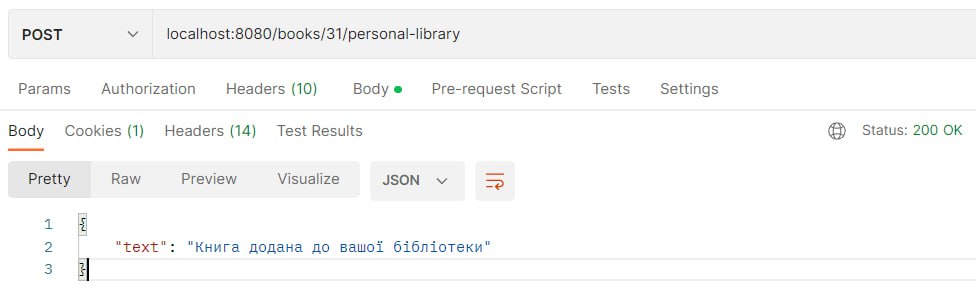 POST localhost:8080/books/31/personal-library
Params Authorization Headers (10) Body Pre-request Script Tests Settings
Body Cookies (1) Headers (14) Test Results Status: 200 OK
Pretty Raw Preview Visualize JSON
1 {
2 "text": "Книга додана до вашої бібліотеки"
3 }